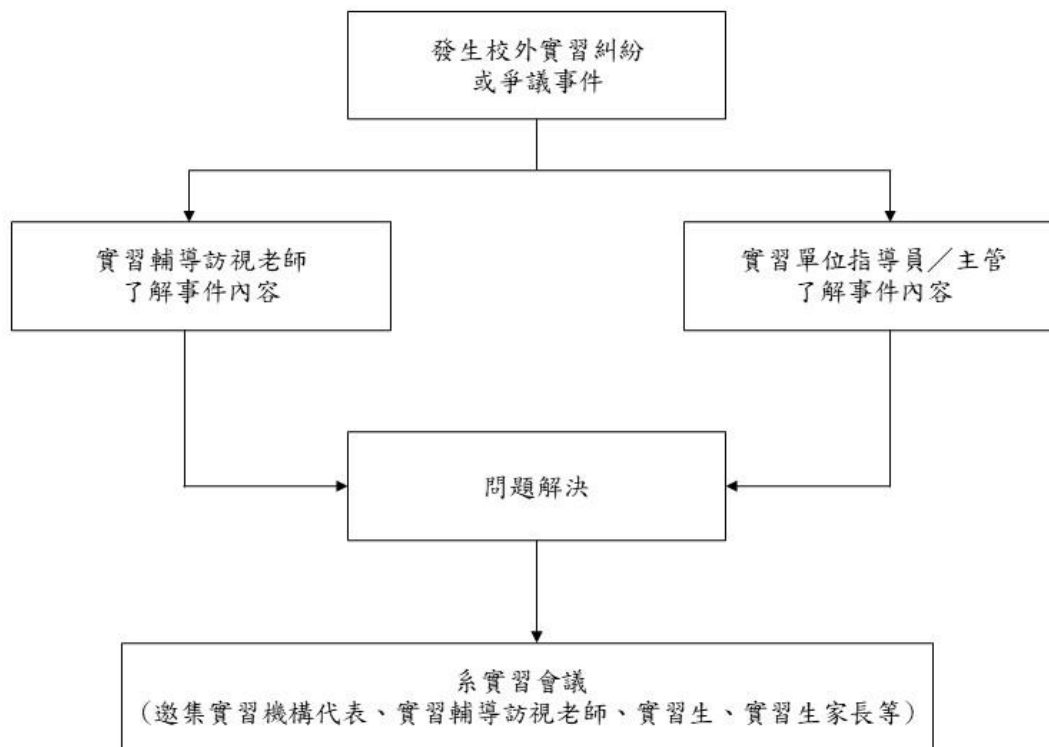 發生校外實習糾紛
或爭議事件
實習輔導訪視老師
了解事件內容
實習單位指導員／主管
了解事件內容
問題解決
系實習會議
（邀集實習機構代表、實習輔導訪視老師、實習生、實習生家長等）